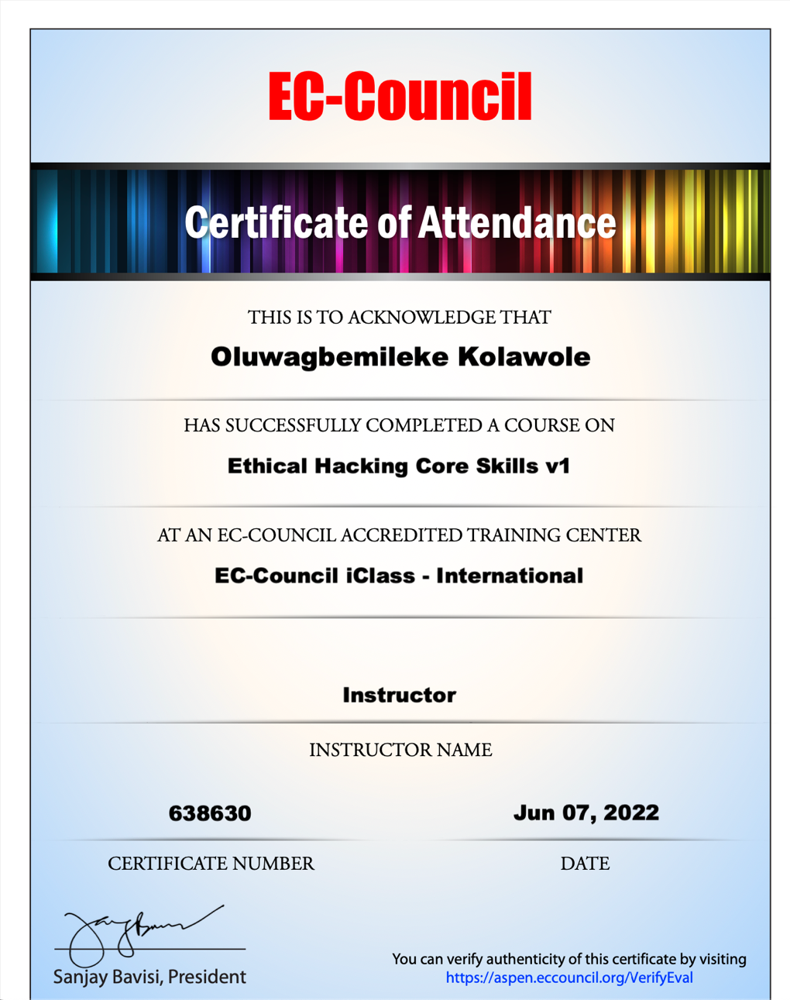 EC-Council
Certificate of Attendance
THIS IS TO ACKNOWLEDGE THAT
Oluwagbemileke Kolawole
HAS SUCCESSFULLY COMPLETED A COURSE ON
Ethical Hacking Core Skills v1
AT AN EC-COUNCIL ACCREDITED TRAINING CENTER
EC-Council iClass - International
Instructor
INSTRUCTOR NAME
638630
Jun 07, 2022
CERTIFICATE NUMBER
DATE
Sanjay Bavisi, President
You can verify authenticity of this certificate by visiting
https://aspen.eccouncil.org/VerifyEval